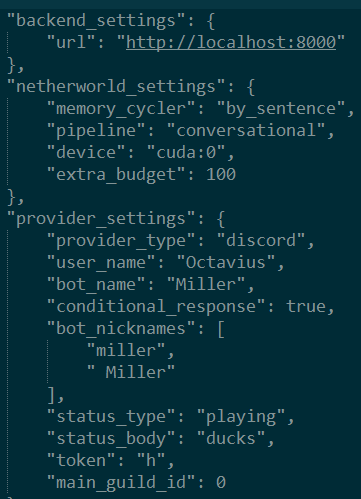 "backend_settings": {
    "url": "http://localhost:8000"
},
"netherworld_settings": {
    "memory_cycler": "by_sentence",
    "pipeline": "conversational",
    "device": "cuda:0",
    "extra_budget": 100
},
"provider_settings": {
    "provider_type": "discord",
    "user_name": "Octavius",
    "bot_name": "Miller",
    "conditional_response": true,
    "bot_nicknames": [
        "miller",
        " Miller"
    ],
    "status_type": "playing",
    "status_body": "ducks",
    "token": "h",
    "main_guild_id": 0